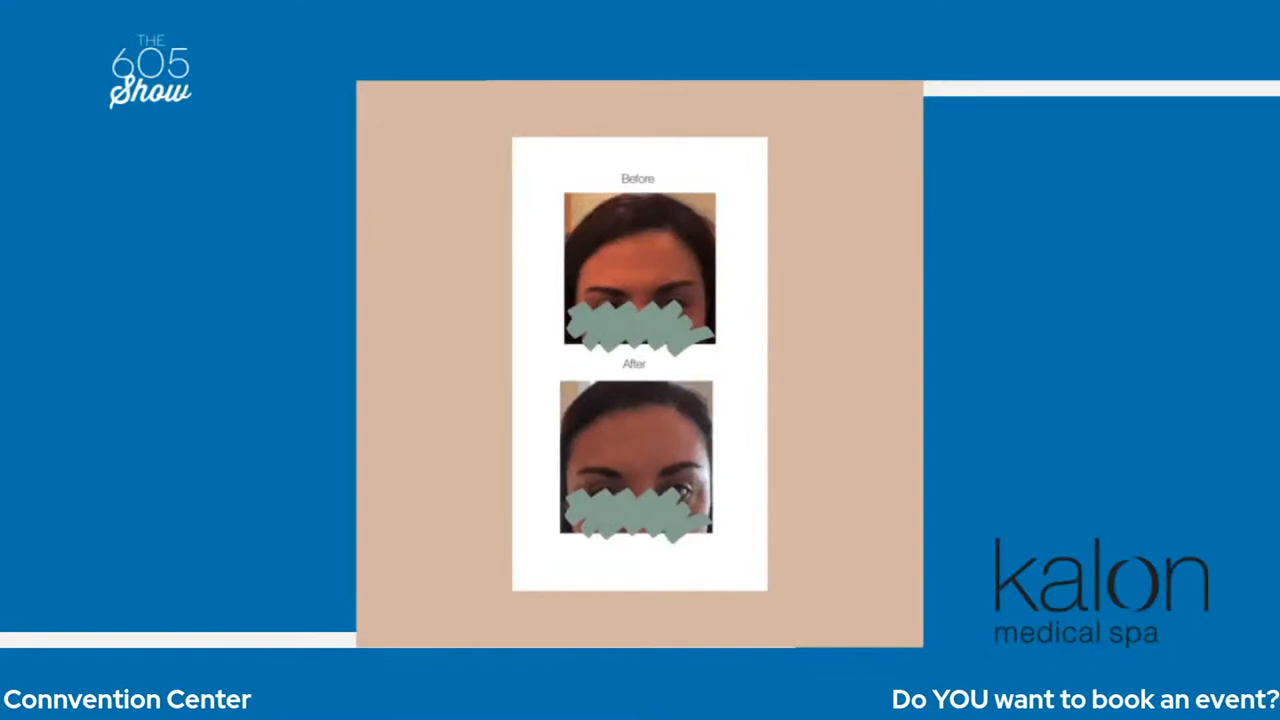 THE
605
Show
Before
After
kalon
medical spa
Connvention Center
Do YOU want to book an event?